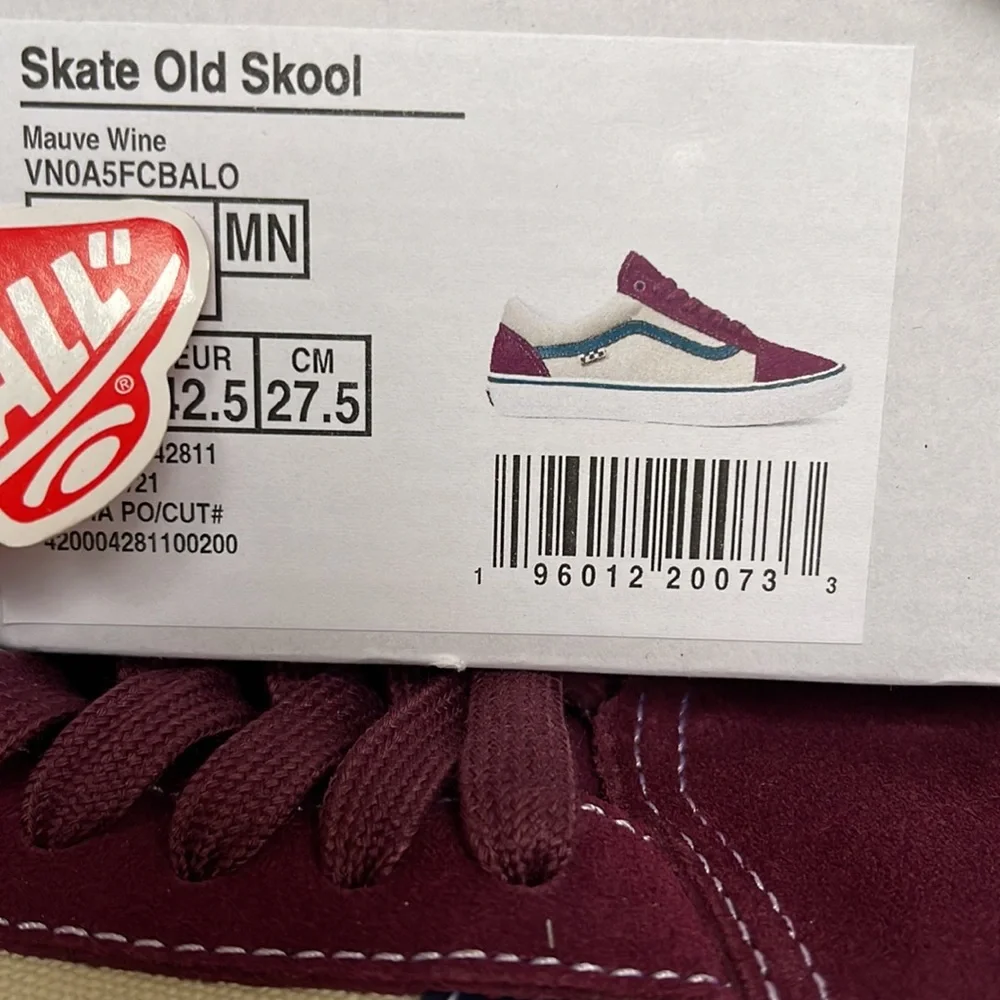 Skate Old Skool
Mauve Wine
VN0A5FCBALO
MN
EUR CM
42.5 27.5
42811
721
PO/CUT#
420004281100200
1 96012 20073 3